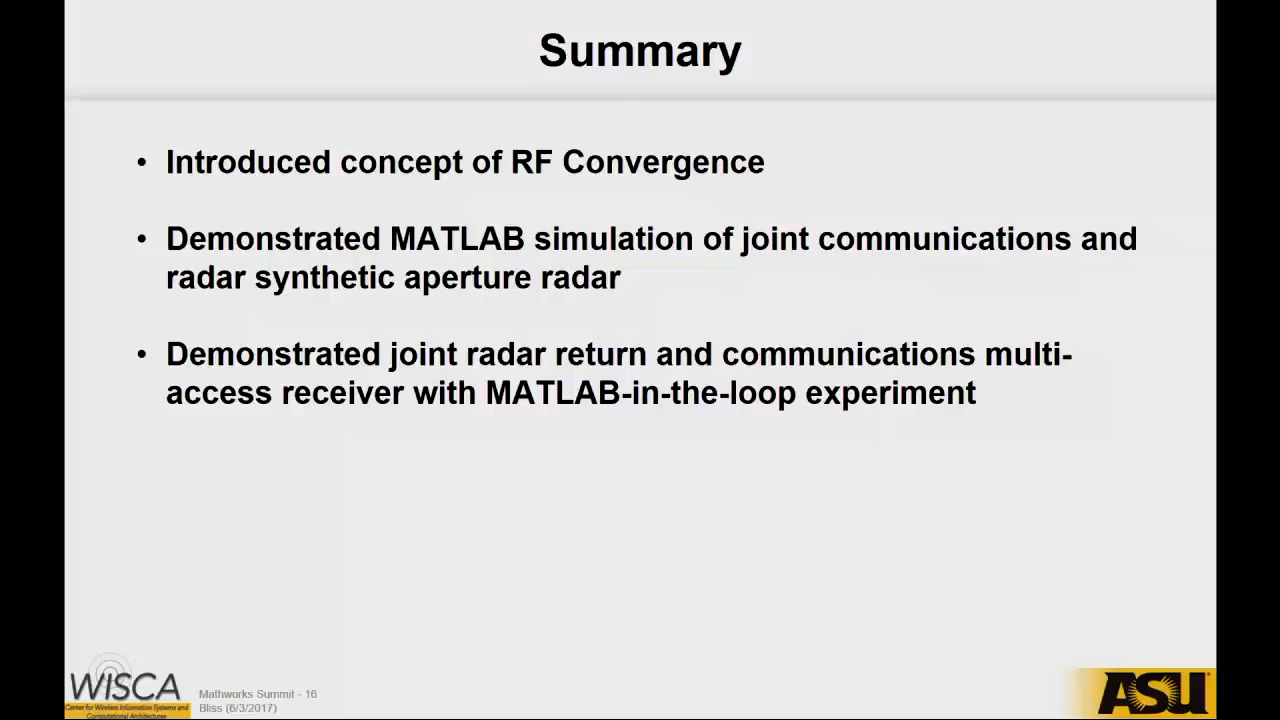 Summary
• Introduced concept of RF Convergence
• Demonstrated MATLAB simulation of joint communications and
radar synthetic aperture radar
• Demonstrated joint radar return and communications multi-
access receiver with MATLAB-in-the-loop experiment
WISCA
Center for Wireless Information Systems and
Computational Architectures
Mathworks Summit - 16
Bliss (6/3/2017)
ASU